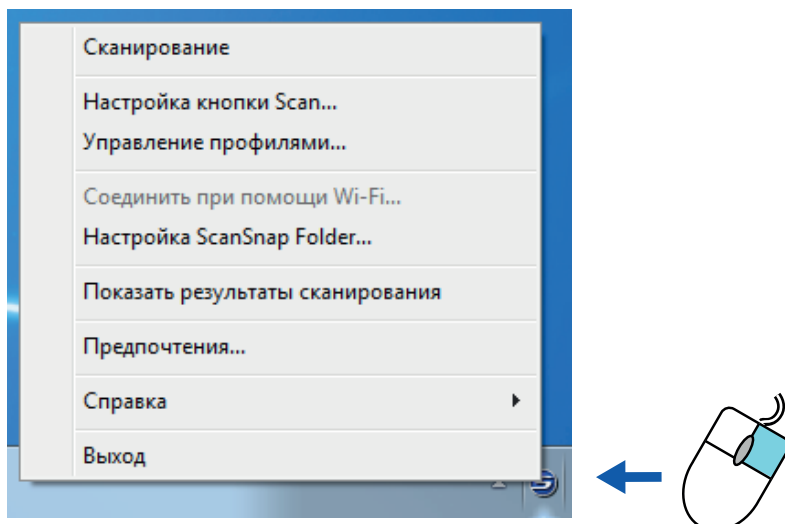 Сканирование
Настройка кнопки Scan...
Управление профилями...
Соединить при помощи Wi-Fi...
Настройка ScanSnap Folder...
Показать результаты сканирования
Предпочтения...
Справка
Выход